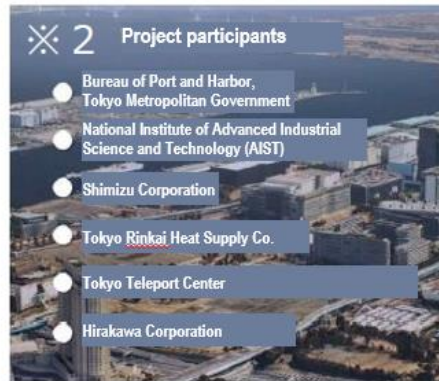 ※2 Project participants
Bureau of Port and Harbor,
Tokyo Metropolitan Government
National Institute of Advanced Industrial
Science and Technology (AIST)
Shimizu Corporation
Tokyo Rinkai Heat Supply Co.
Tokyo Teleport Center
Hirakawa Corporation